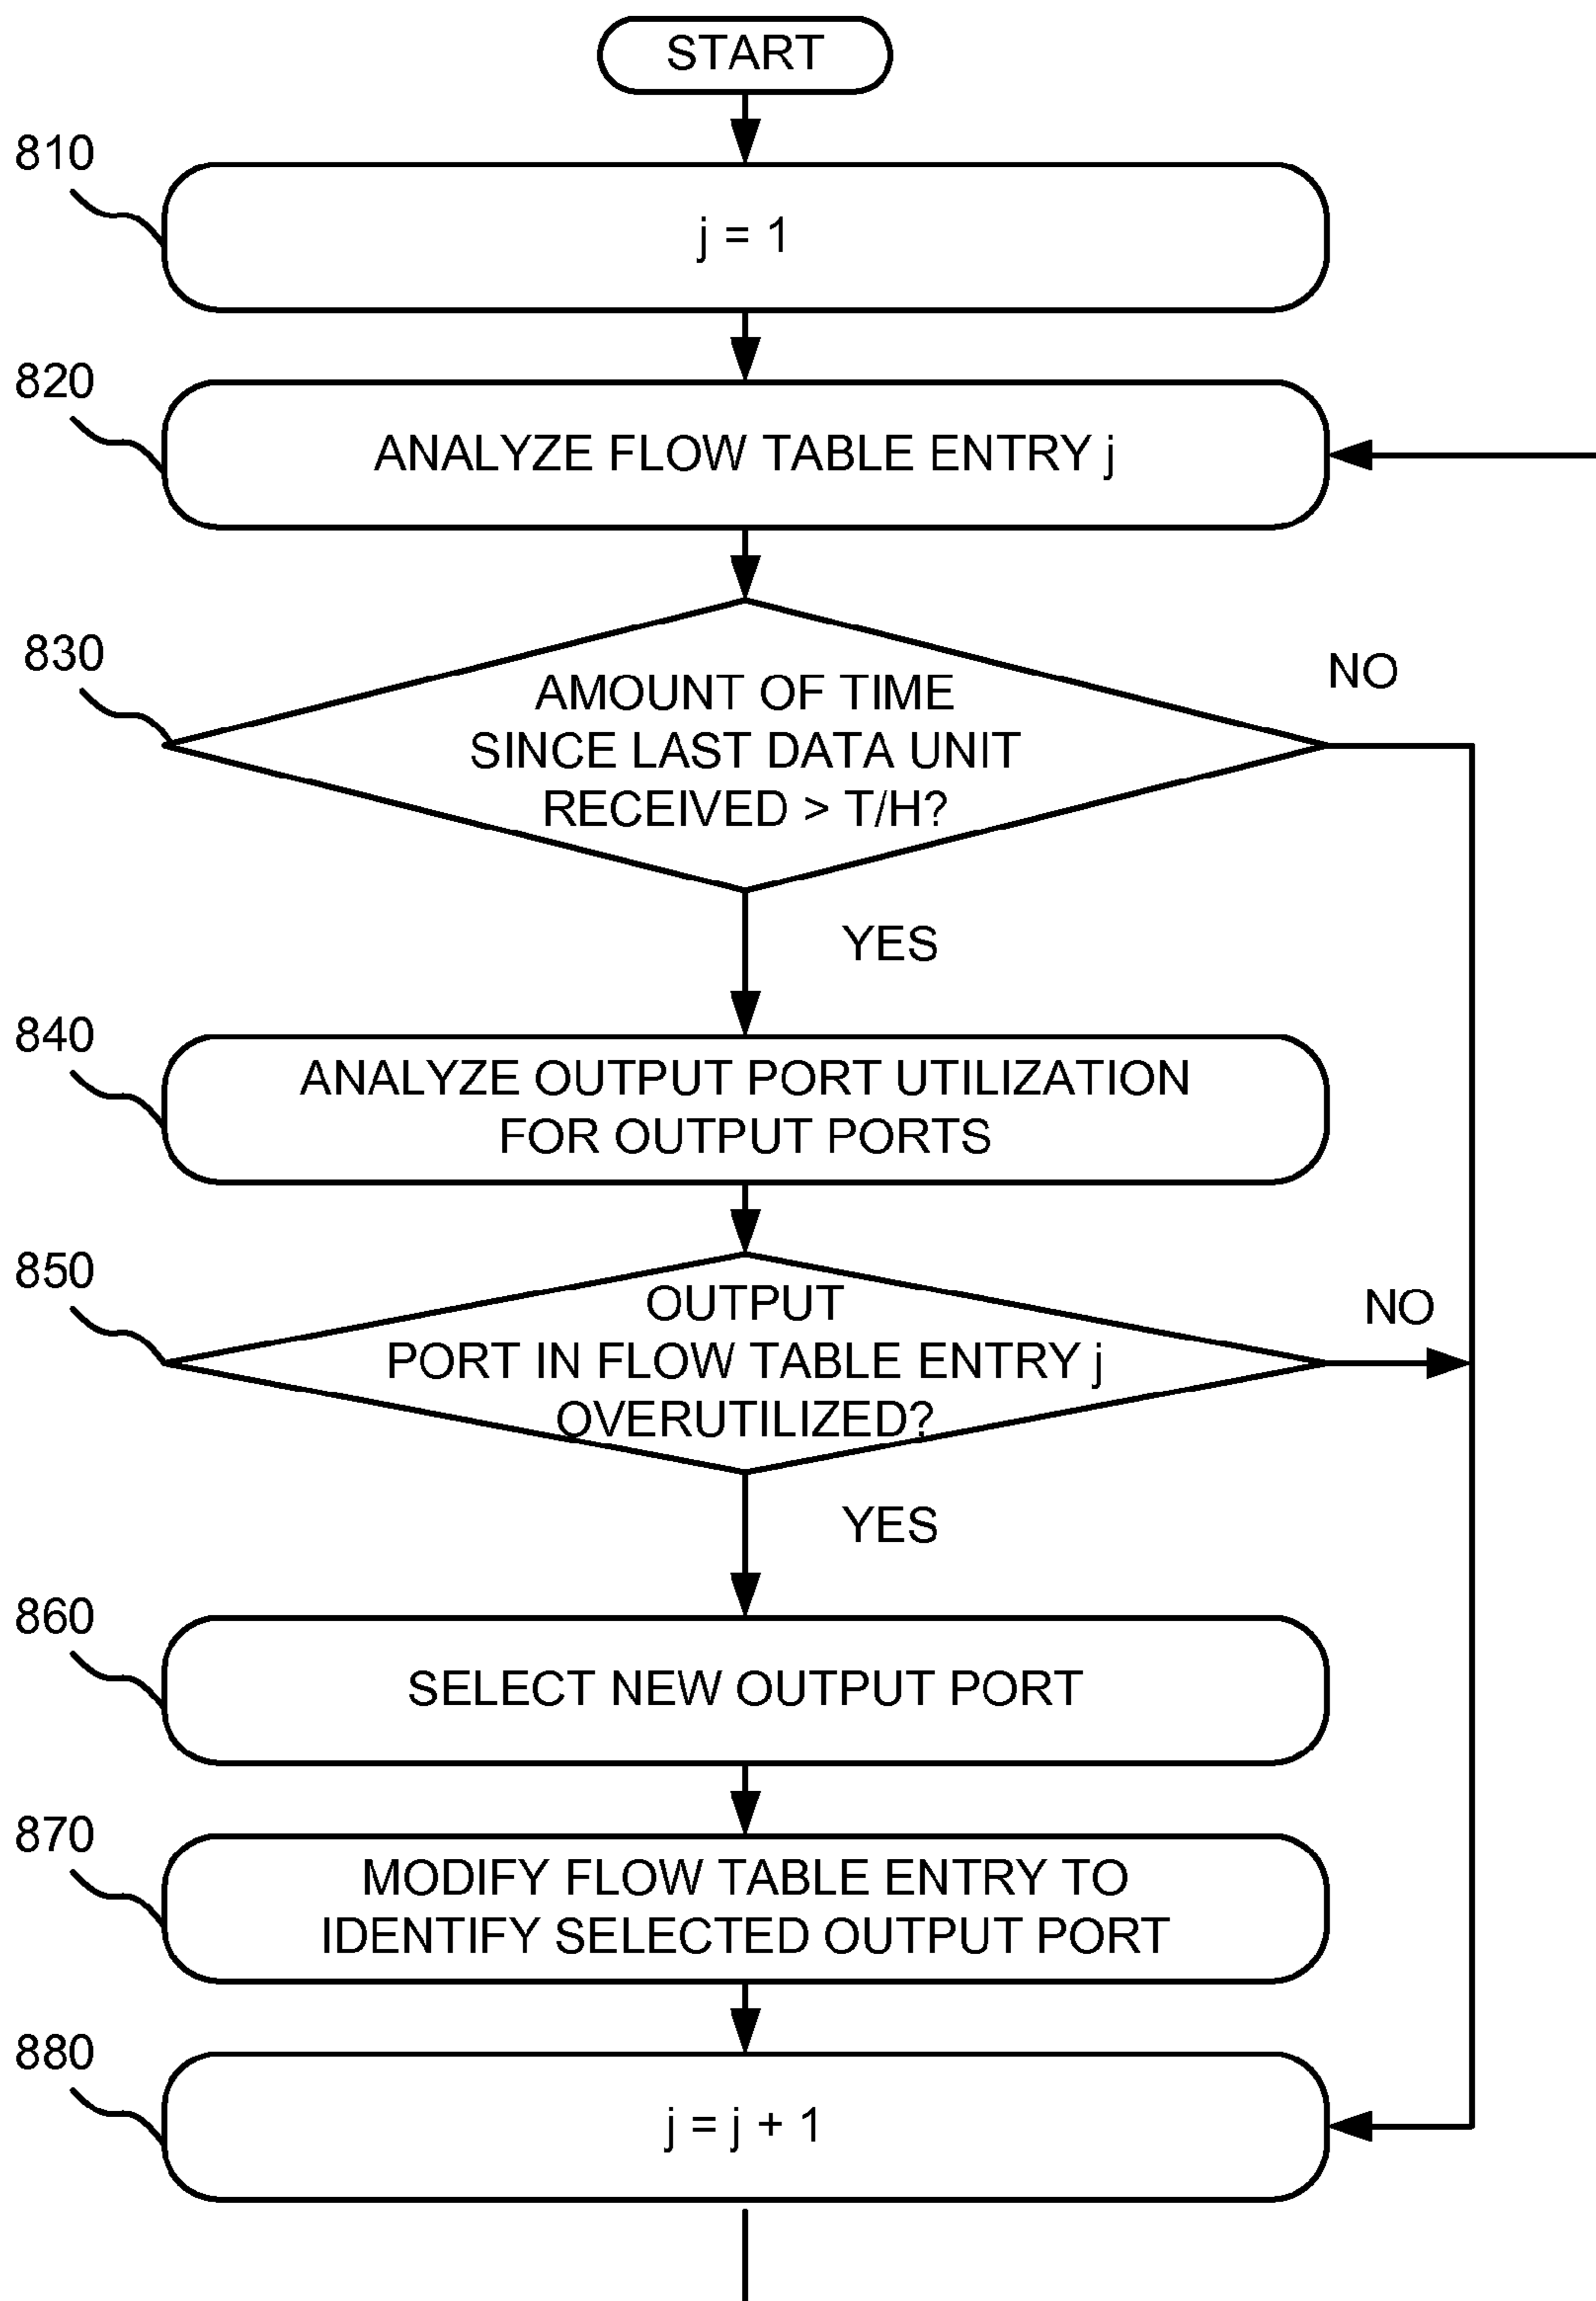 START
810
j = 1
820
ANALYZE FLOW TABLE ENTRY j
830
AMOUNT OF TIME
SINCE LAST DATA UNIT
RECEIVED > T/H?
NO
YES
840
ANALYZE OUTPUT PORT UTILIZATION
FOR OUTPUT PORTS
850
OUTPUT
PORT IN FLOW TABLE ENTRY j
OVERUTILIZED?
NO
YES
860
SELECT NEW OUTPUT PORT
870
MODIFY FLOW TABLE ENTRY TO
IDENTIFY SELECTED OUTPUT PORT
880
j = j + 1